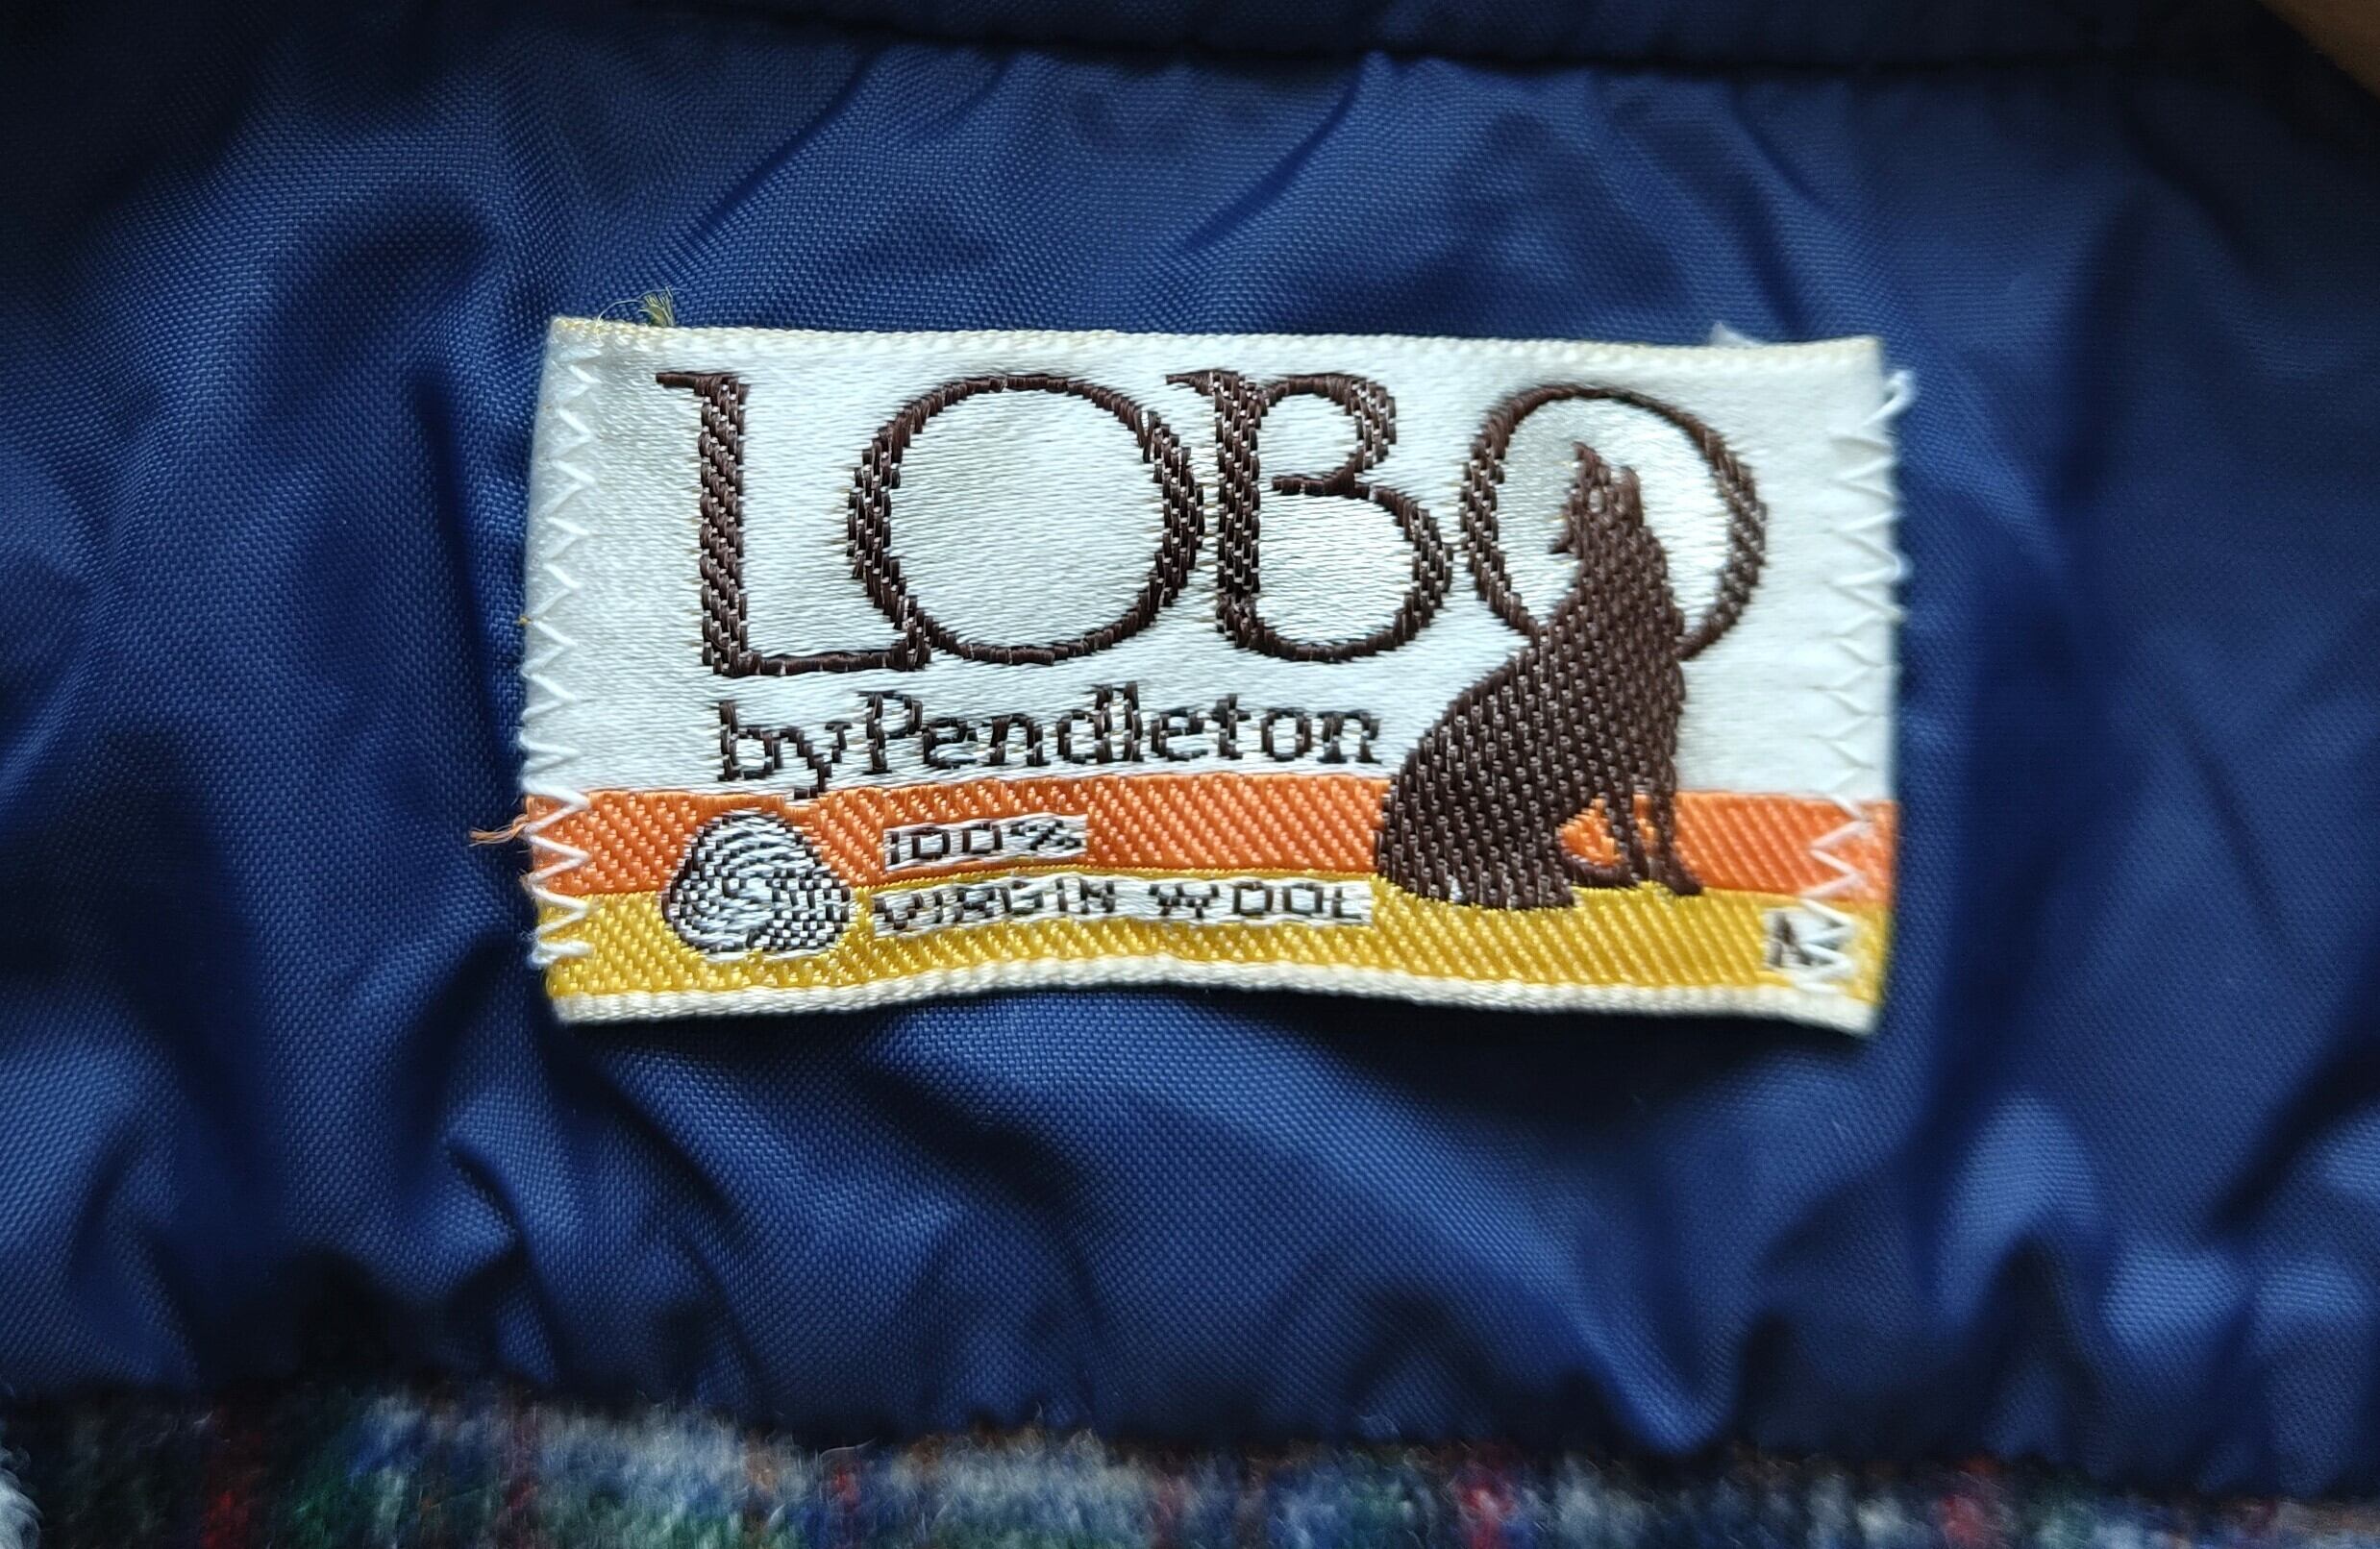 LOBO
by Pendleton
100%
VIRGIN WOOL
M